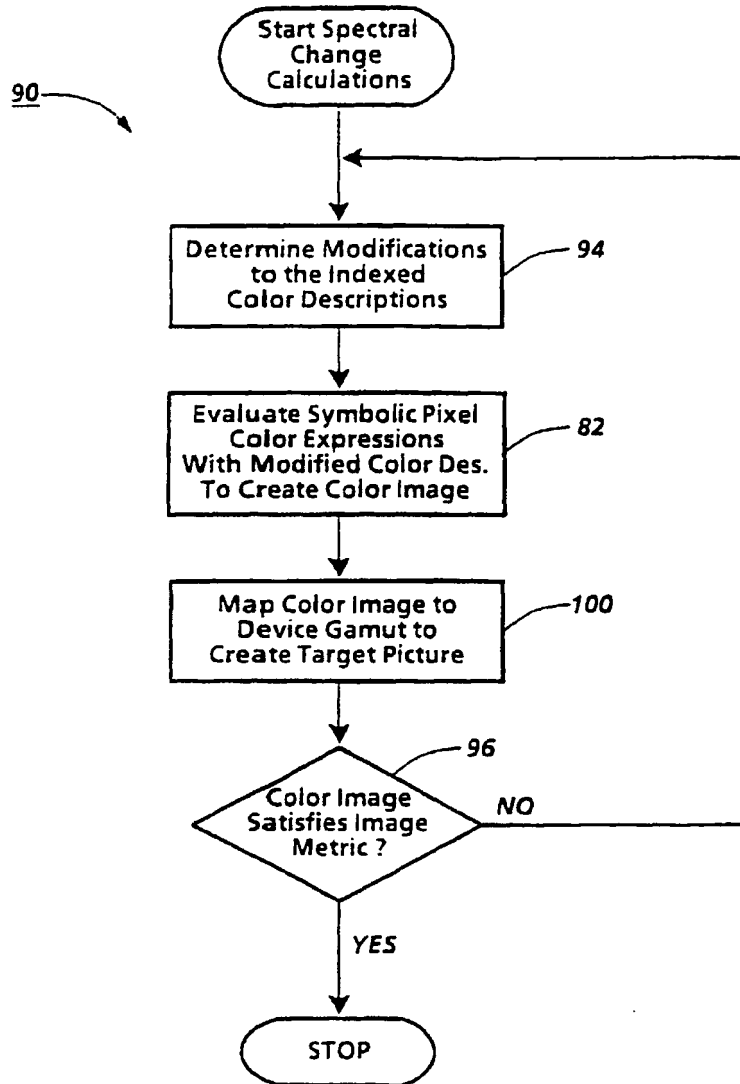 Start Spectral
Change
Calculations
90
Determine Modifications
to the Indexed
Color Descriptions
94
Evaluate Symbolic Pixel
Color Expressions
With Modified Color Des.
To Create Color Image
82
Map Color Image to
Device Gamut to
Create Target Picture
100
96
Color Image
Satisfies Image
Metric ?
NO
YES
STOP